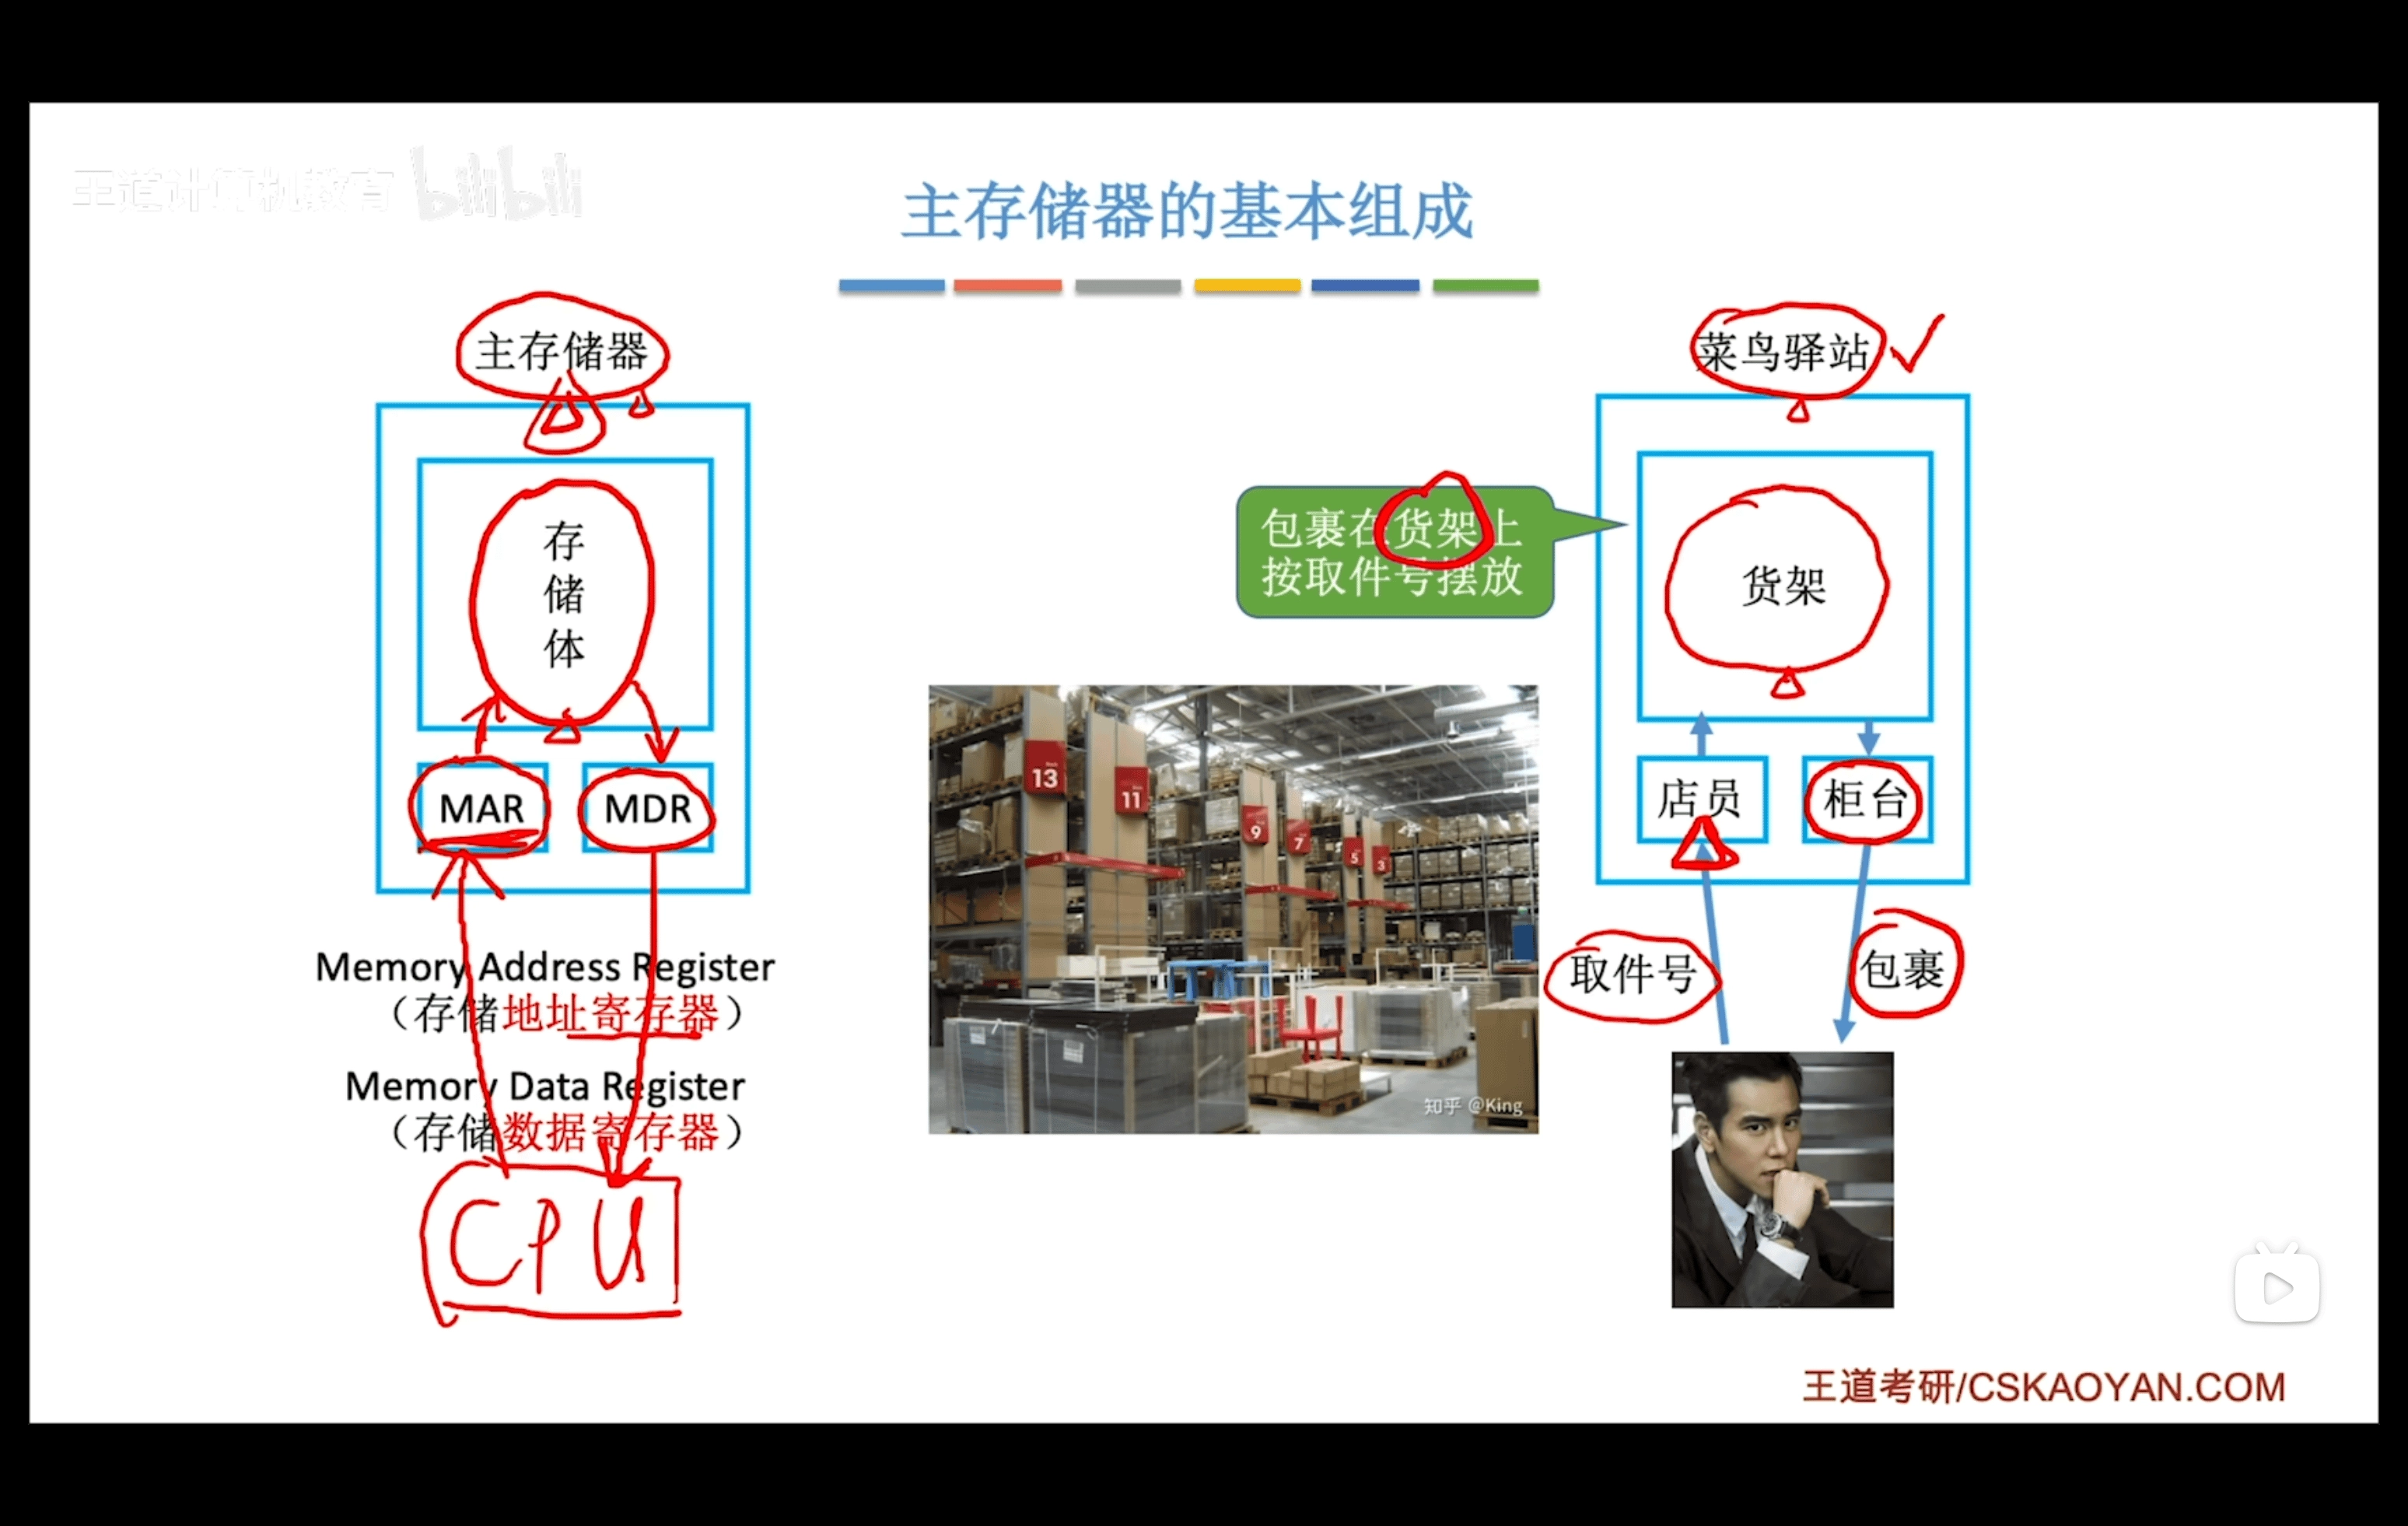 王道计算机教育 bilibili
主存储器的基本组成
主存储器
存
储
体
MAR
MDR
Memory Address Register
（存储地址寄存器）
Memory Data Register
（存储数据寄存器）
CPU
包裹在货架上
按取件号摆放
13
11
9
7
5
3
知乎 @King
菜鸟驿站
货架
店员
柜台
取件号
包裹
王道考研/CSKAOYAN.COM